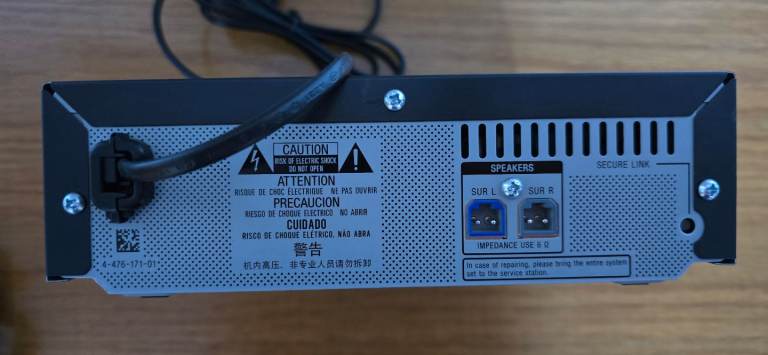 CAUTION
RISK OF ELECTRIC SHOCK
DO NOT OPEN
ATTENTION
RISQUE DE CHOC ELECTRIQUE NE PAS OUVRIR
PRECAUCION
RIESGO DE CHOQUE ELECTRICO NO ABRIR
CUIDADO
RISCO DE CHOQUE ELÉTRICO, NÃO ABRA
警告
机内高压，非专业人员请勿拆卸
4-476-171-01
SPEAKERS
SUR L SUR R
IMPEDANCE USE 6 Ω
SECURE LINK
In case of repairing, please bring the entire system
set to the service station.